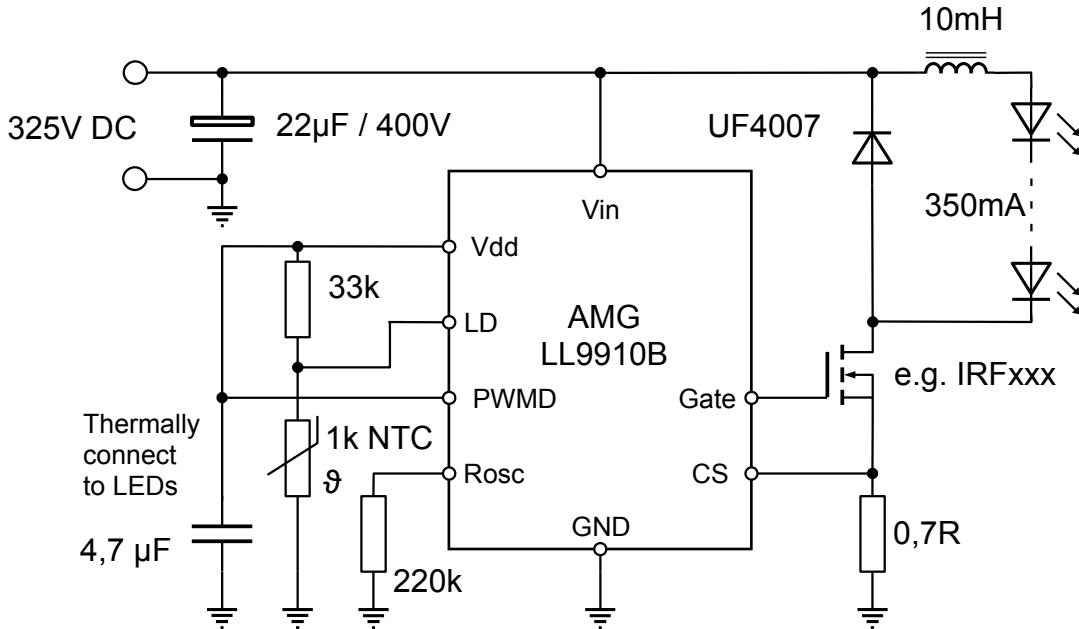 10mH
325V DC
22µF / 400V
UF4007
Vin
350mA
Vdd
33k
LD
AMG
LL9910B
e.g. IRFxxx
PWMD
Gate
Thermally
connect
to LEDs
1k NTC
ϑ
Rosc
CS
GND
4,7 µF
220k
0,7R